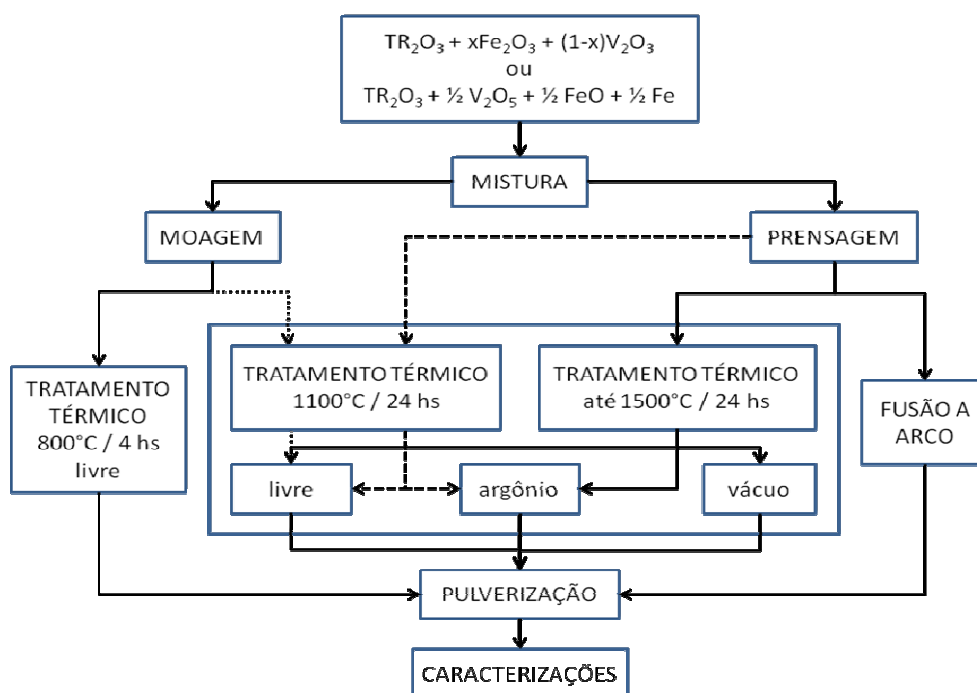 TR₂O₃ + xFe₂O₃ + (1-x)V₂O₃
ou
TR₂O₃ + ½ V₂O₅ + ½ FeO + ½ Fe
MISTURA
MOAGEM
PRENSAGEM
TRATAMENTO
TÉRMICO
800°C / 4 hs
livre
TRATAMENTO TÉRMICO
1100°C / 24 hs
TRATAMENTO TÉRMICO
até 1500°C / 24 hs
FUSÃO A
ARCO
livre
argônio
vácuo
PULVERIZAÇÃO
CARACTERIZAÇÕES